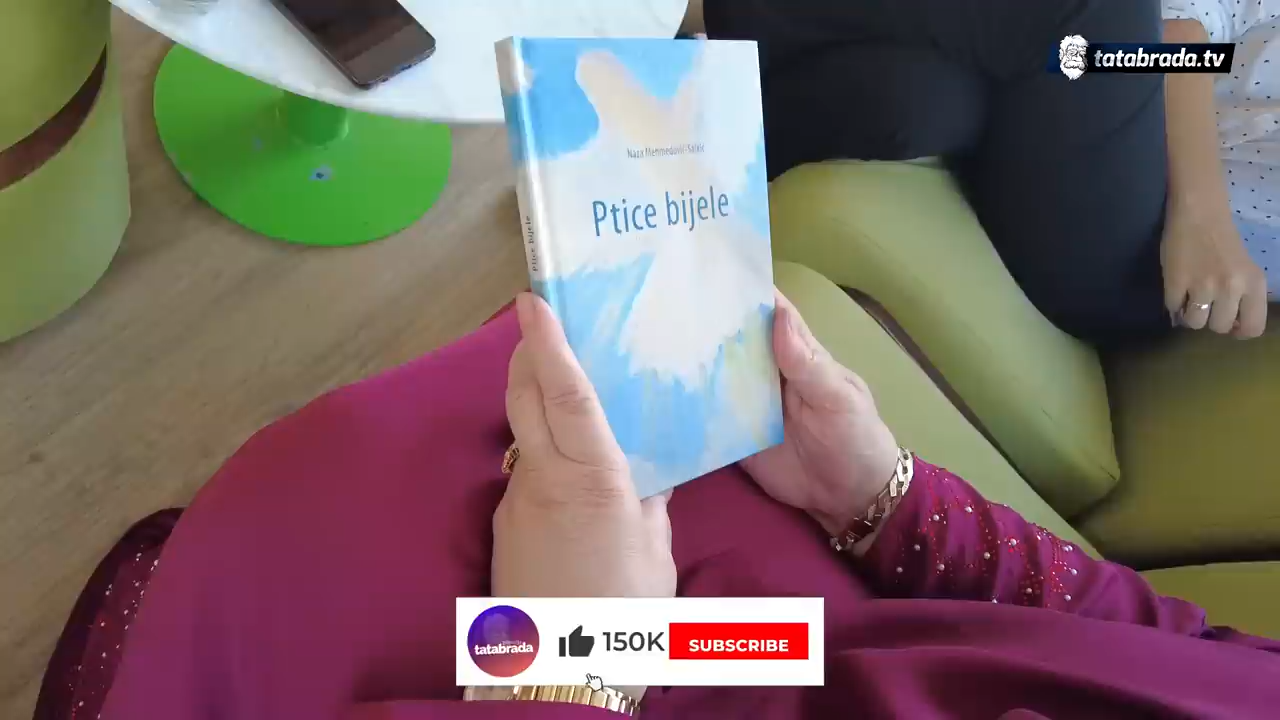 tatabrada.tv
Ptice bijele
Ptice bijele
tatabrada
150K
SUBSCRIBE